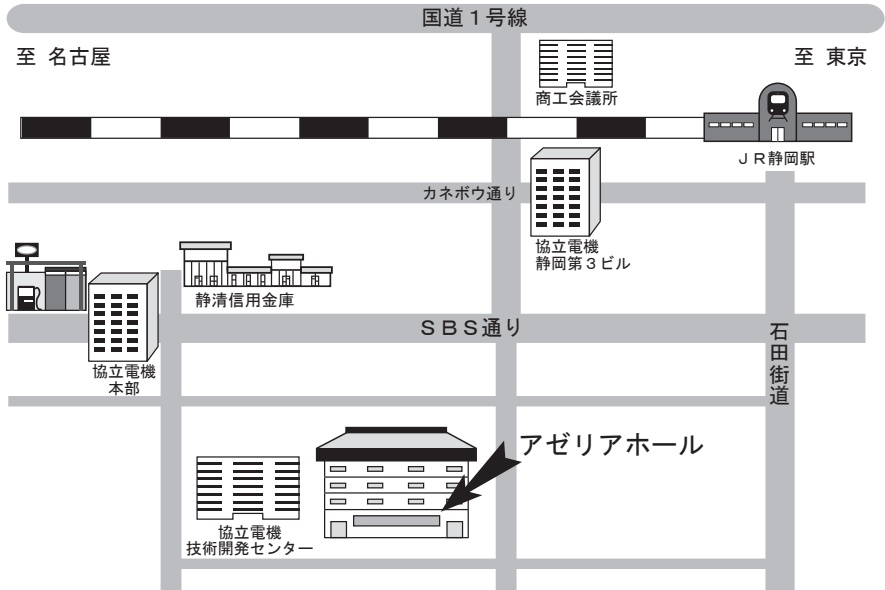 国道１号線
至 名古屋
至 東京
商工会議所
ＪＲ静岡駅
カネボウ通り
協立電機
静岡第３ビル
静清信用金庫
ＳＢＳ通り
石田街道
協立電機
本部
アゼリアホール
協立電機
技術開発センター